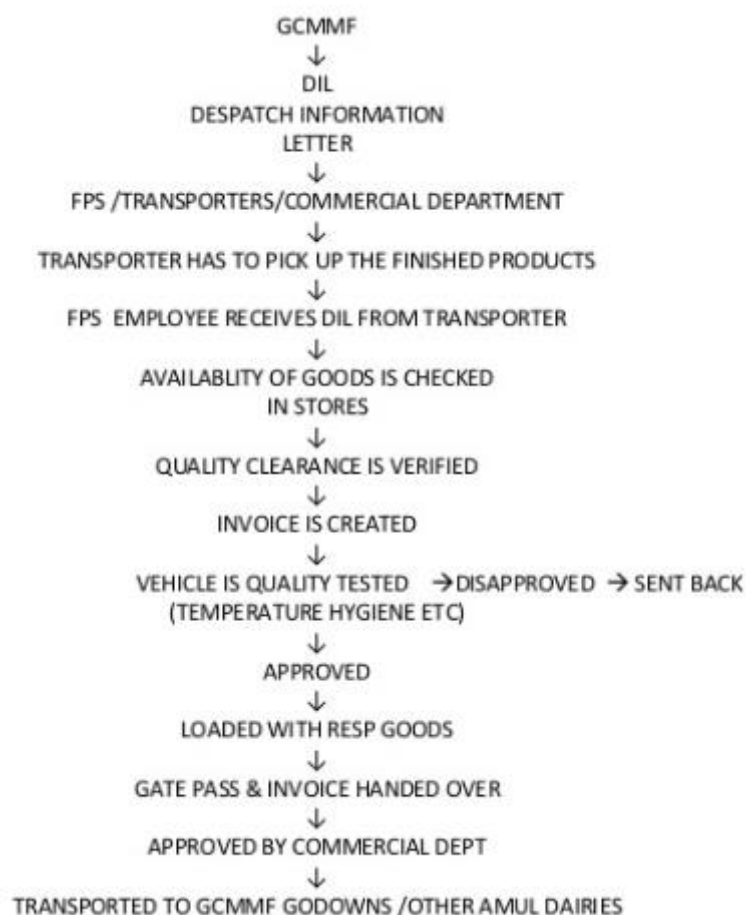 GCMMF
↓
DIL
DESPATCH INFORMATION
LETTER
↓
FPS /TRANSPORTERS/COMMERCIAL DEPARTMENT
↓
TRANSPORTER HAS TO PICK UP THE FINISHED PRODUCTS
↓
FPS EMPLOYEE RECEIVES DIL FROM TRANSPORTER
↓
AVAILABLITY OF GOODS IS CHECKED
IN STORES
↓
QUALITY CLEARANCE IS VERIFIED
↓
INVOICE IS CREATED
↓
VEHICLE IS QUALITY TESTED →DISAPPROVED → SENT BACK
(TEMPERATURE HYGIENE ETC)
↓
APPROVED
↓
LOADED WITH RESP GOODS
↓
GATE PASS & INVOICE HANDED OVER
↓
APPROVED BY COMMERCIAL DEPT
↓
TRANSPORTED TO GCMMF GODOWNS /OTHER AMUL DAIRIES